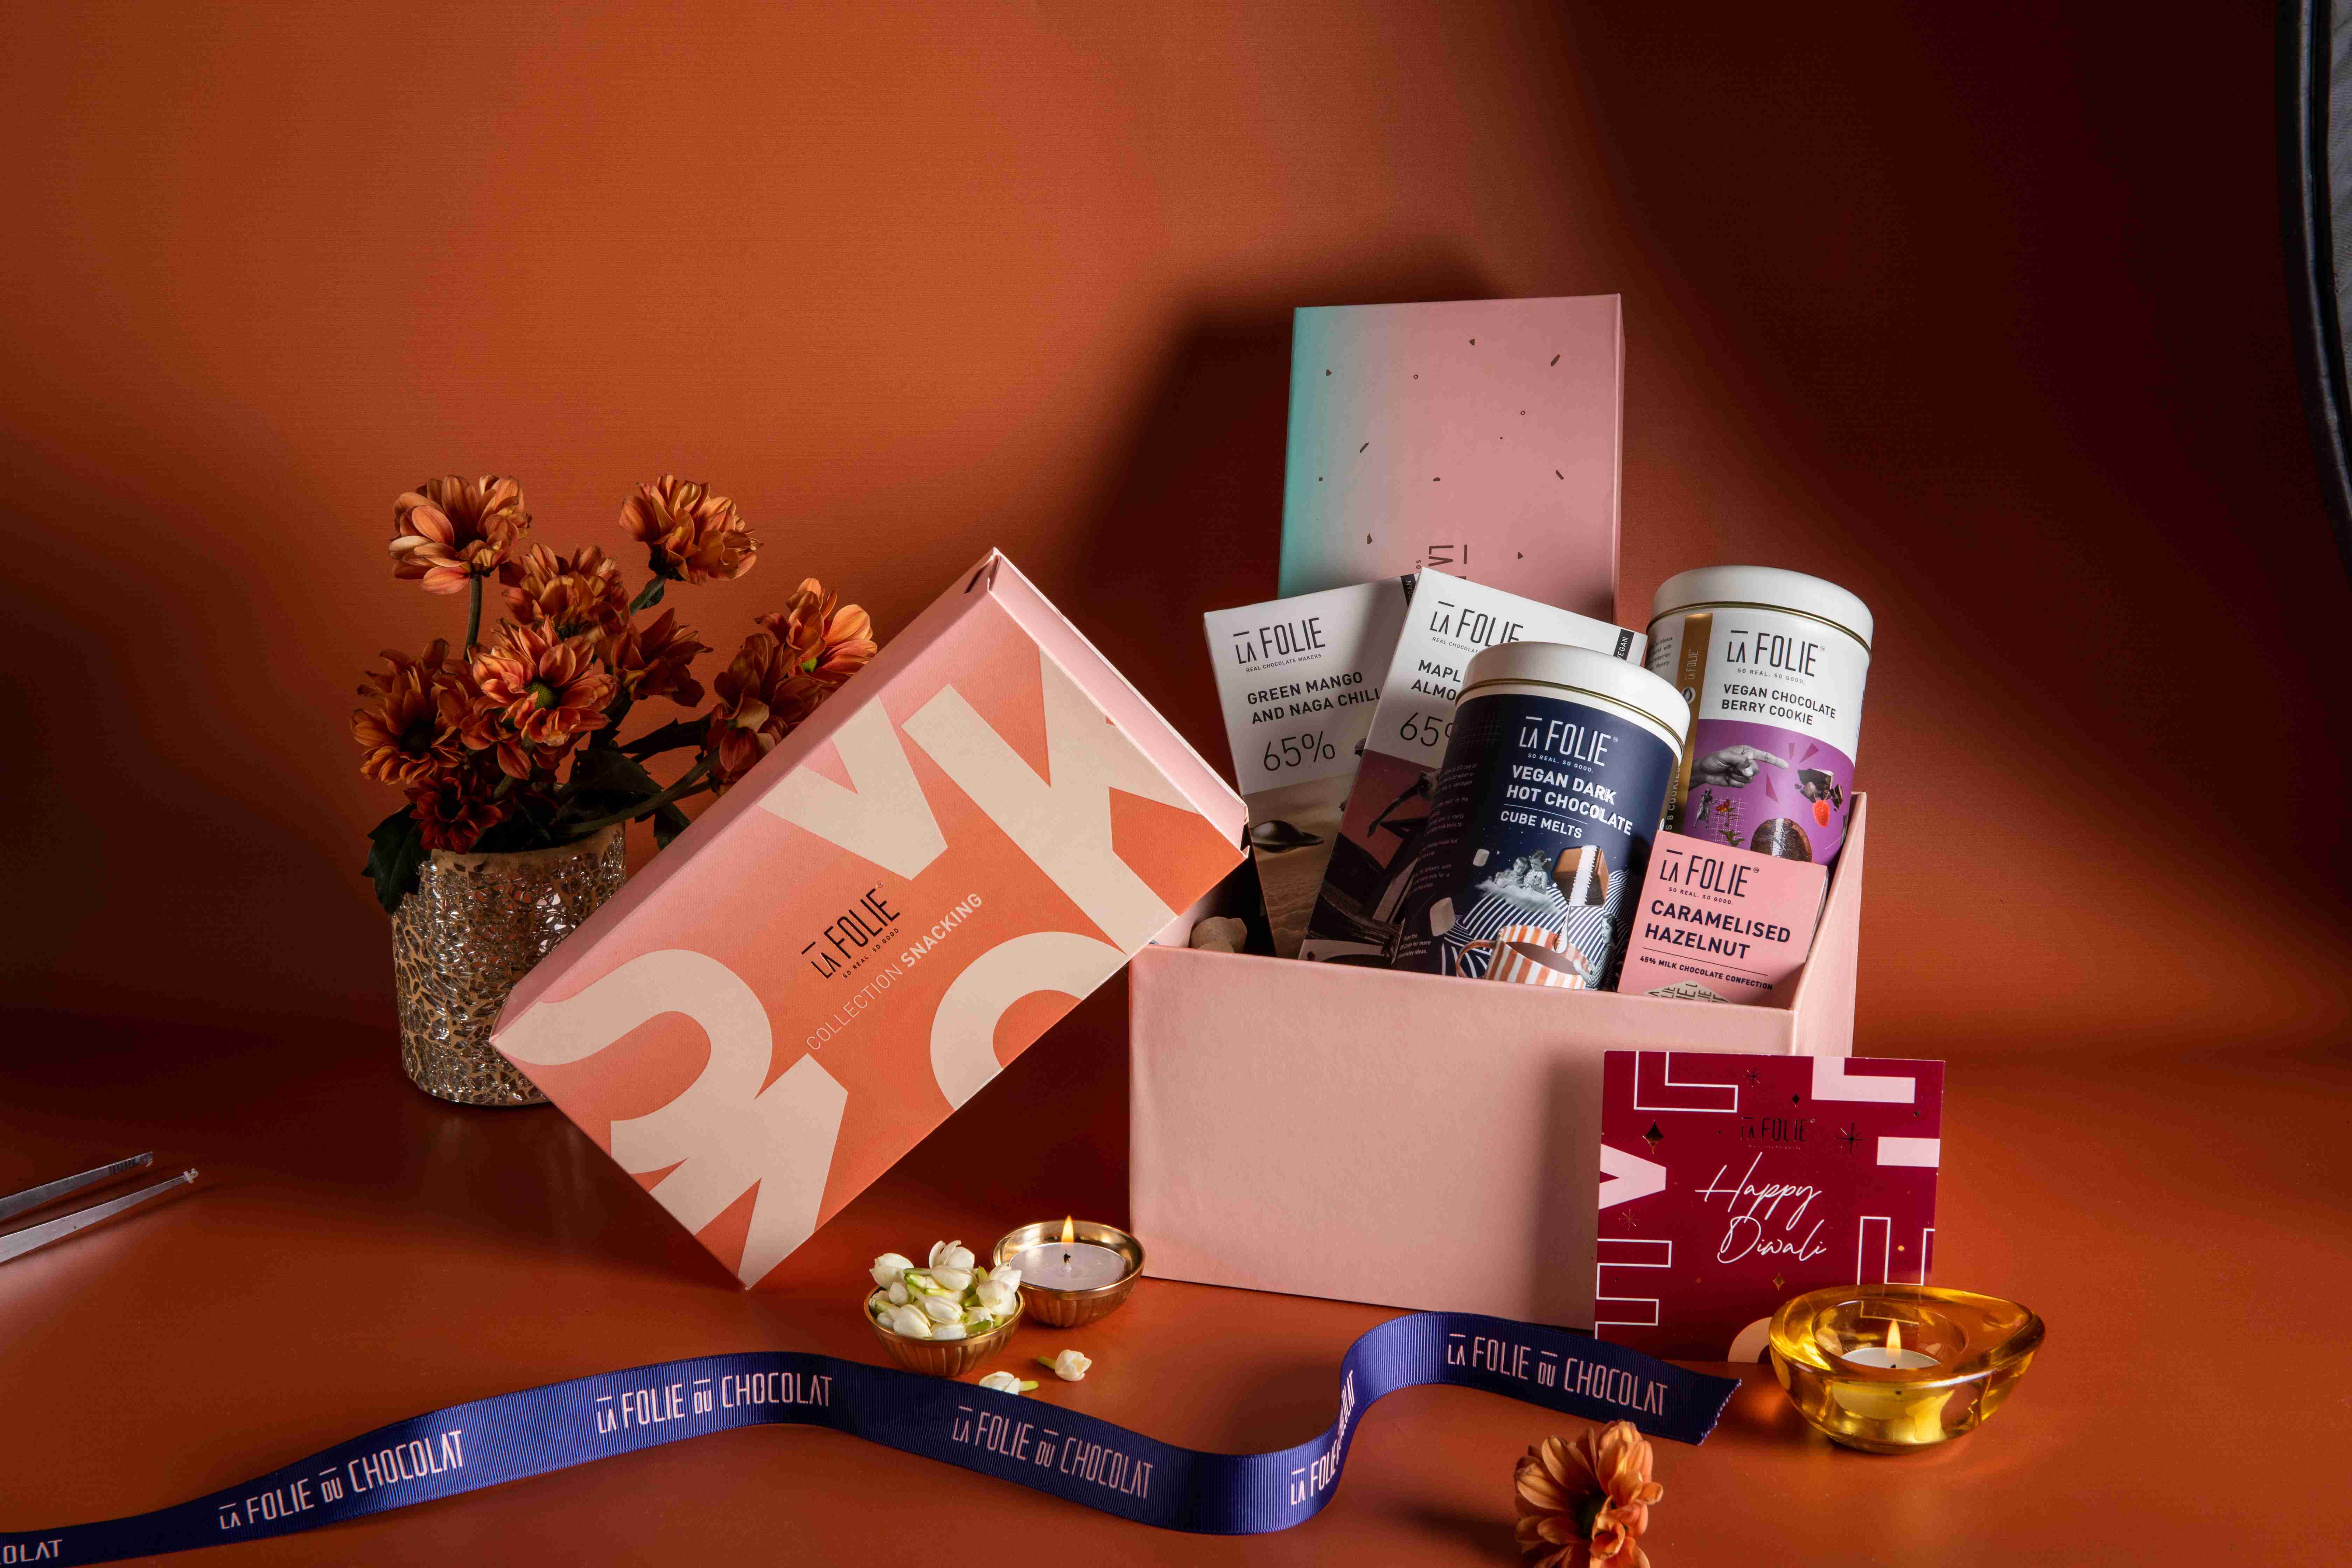 LA FOLIE
SO REAL. SO GOOD
COLLECTION SNACKING
LA FOLIE
REAL CHOCOLATE MAKERS
GREEN MANGO
AND NAGA CHILLI
65%
LA FOLIE
REAL
VEGAN
65%
LA FOLIE
SO REAL. SO GOOD.
VEGAN DARK
HOT CHOCOLATE
CUBE MELTS
LA FOLIE
LA FOLIE
SO REAL. SO GOOD.
VEGAN CHOCOLATE
BERRY COOKIE
LA FOLIE
SO REAL. SO GOOD.
CARAMELISED
HAZELNUT
45% MILK CHOCOLATE CONFECTION
LA FOLIE
Happy
Diwali
LA FOLIE DU CHOCOLAT
LA FOLIE DU CHOCOLAT
LA FOLIE DU CHOCOLAT
LA FOLIE DU CHOCOLAT